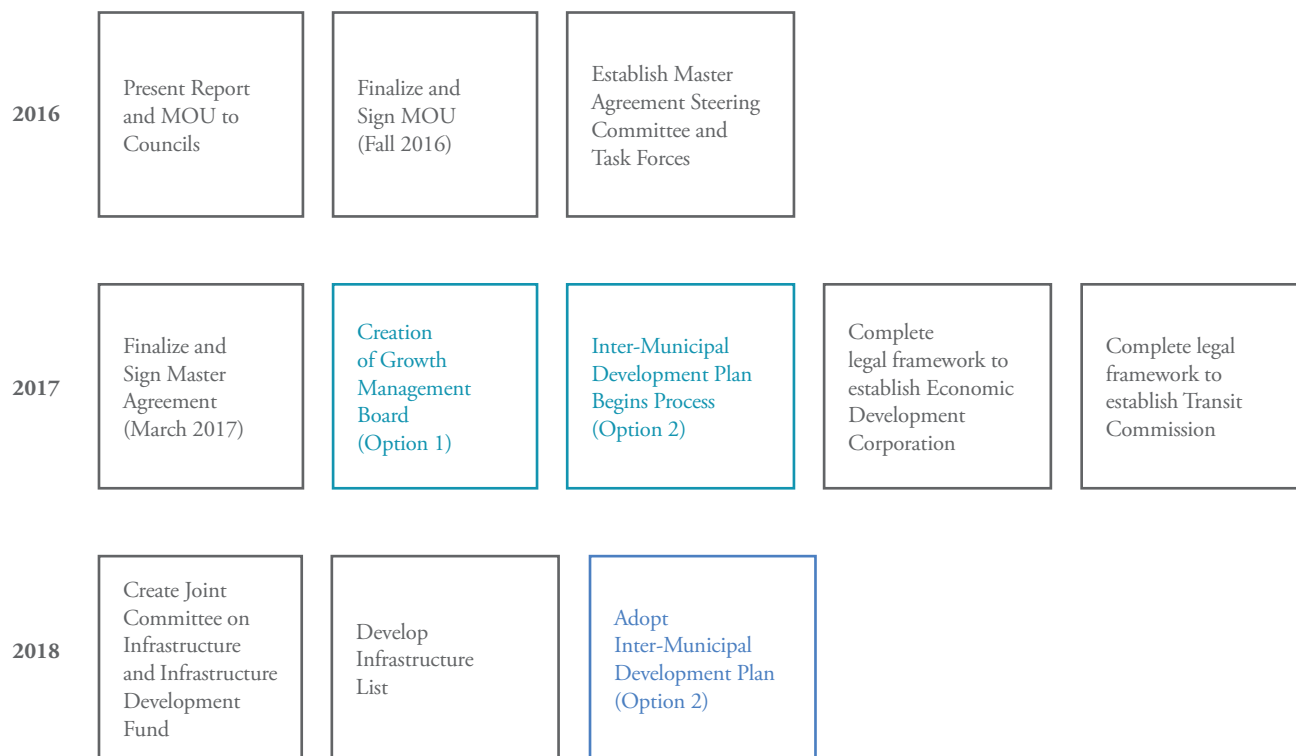 2016
Present Report
and MOU to
Councils
Finalize and
Sign MOU
(Fall 2016)
Establish Master
Agreement Steering
Committee and
Task Forces
2017
Finalize and
Sign Master
Agreement
(March 2017)
Creation
of Growth
Management
Board
(Option 1)
Inter-Municipal
Development Plan
Begins Process
(Option 2)
Complete
legal framework to
establish Economic
Development
Corporation
Complete legal
framework to
establish Transit
Commission
2018
Create Joint
Committee on
Infrastructure
and Infrastructure
Development
Fund
Develop
Infrastructure
List
Adopt
Inter-Municipal
Development Plan
(Option 2)